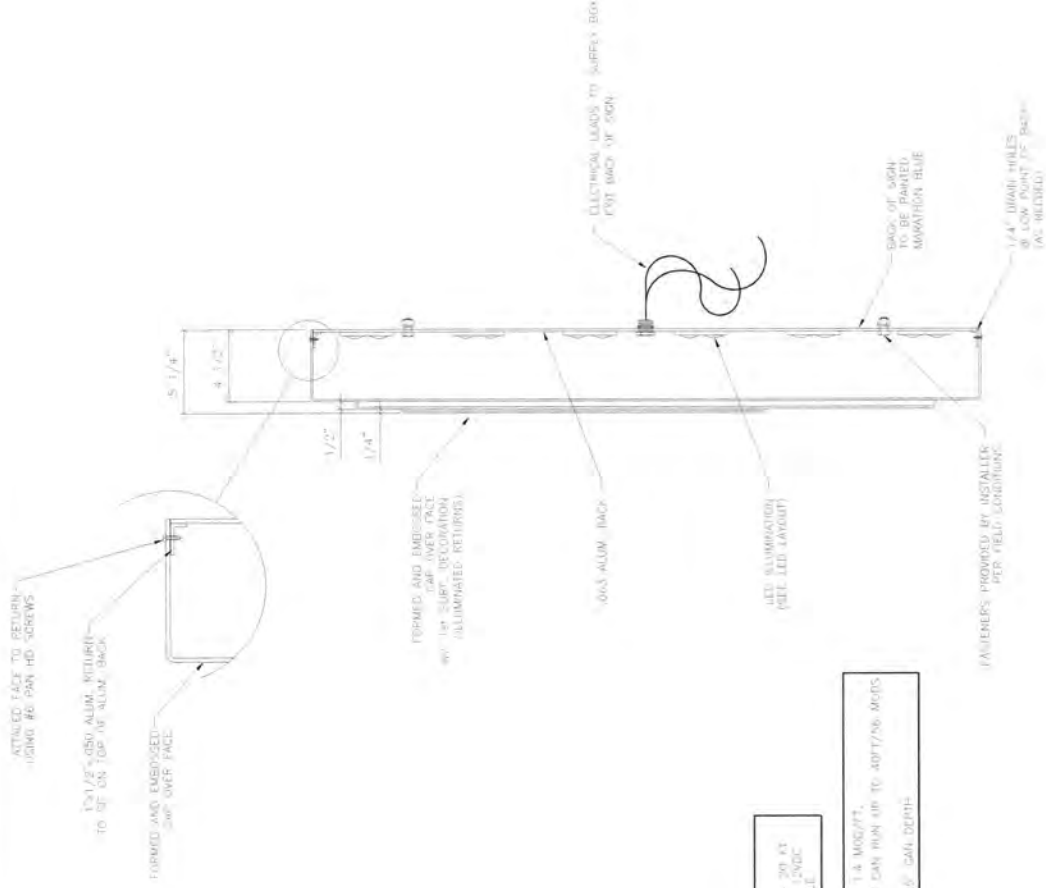 ATTACHED FACE TO RETURN
USING #6 PAN HD SCREWS
1"x1/2"x.050 ALUM. RETURN
TO SIT ON TOP OF ALUM. BACK
FORMED AND EMBOSSED
CAP OVER FACE
5 1/4"
4 1/2"
1/2"
1/4"
FORMED AND EMBOSSED
CAP OVER FACE
W/ 1st SURF. DECORATION
(ILLUMINATED RETURNS)
.063 ALUM. BACK
LED ILLUMINATION
(SEE LED LAYOUT)
FASTENERS PROVIDED BY INSTALLER
PER FIELD CONDITIONS
ELECTRICAL LEADS TO SUPPLY BOX
EXIT BACK OF SIGN
BACK OF SIGN
TO BE PAINTED
MARATHON BLUE
1/4" DRAIN HOLES
@ LOW POINT OF
(AS NEEDED)
12VDC
1.4 MOD/FT.
CAN RUN UP TO 40FT/56 MODS
5" CAN DEPTH